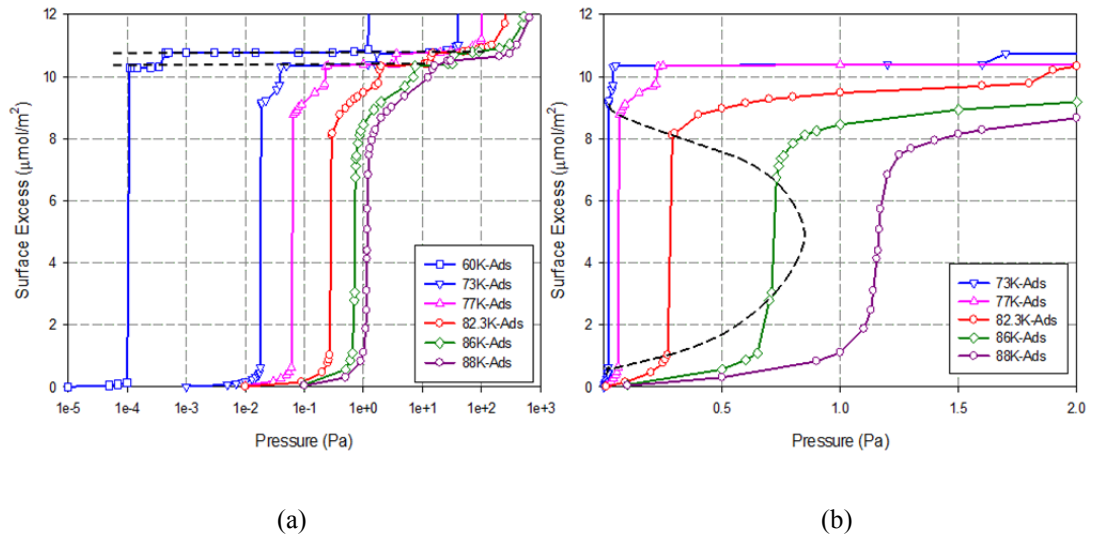 12
10
8
6
4
2
0
Surface Excess (μmol/m²)
1e-5 1e-4 1e-3 1e-2 1e-1 1e+0 1e+1 1e+2 1e+3
Pressure (Pa)
60K-Ads
73K-Ads
77K-Ads
82.3K-Ads
86K-Ads
88K-Ads
(a)
12
10
8
6
4
2
0
Surface Excess (μmol/m²)
0.5 1.0 1.5 2.0
Pressure (Pa)
73K-Ads
77K-Ads
82.3K-Ads
86K-Ads
88K-Ads
(b)